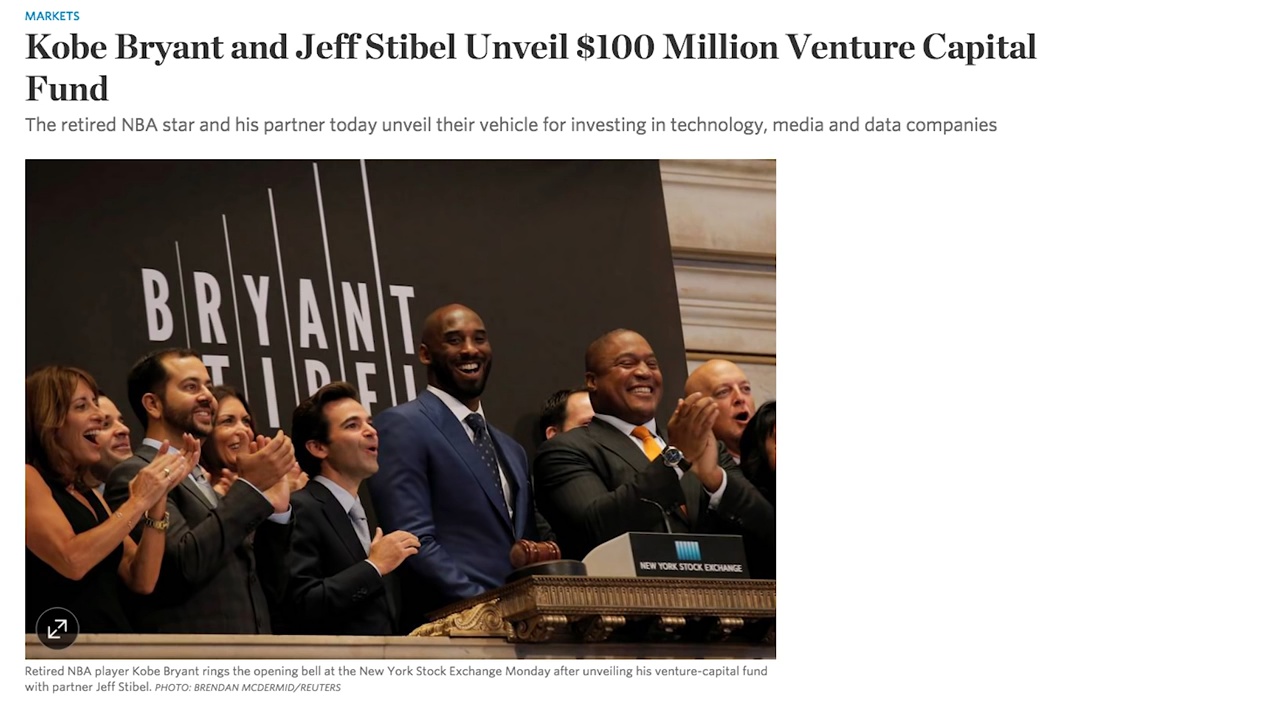 MARKETS
Kobe Bryant and Jeff Stibel Unveil $100 Million Venture Capital
Fund
The retired NBA star and his partner today unveil their vehicle for investing in technology, media and data companies
BRYANT
TIBEL
NEW YORK STOCK EXCHANGE
Retired NBA player Kobe Bryant rings the opening bell at the New York Stock Exchange Monday after unveiling his venture-capital fund
with partner Jeff Stibel. PHOTO: BRENDAN MCDERMID/REUTERS